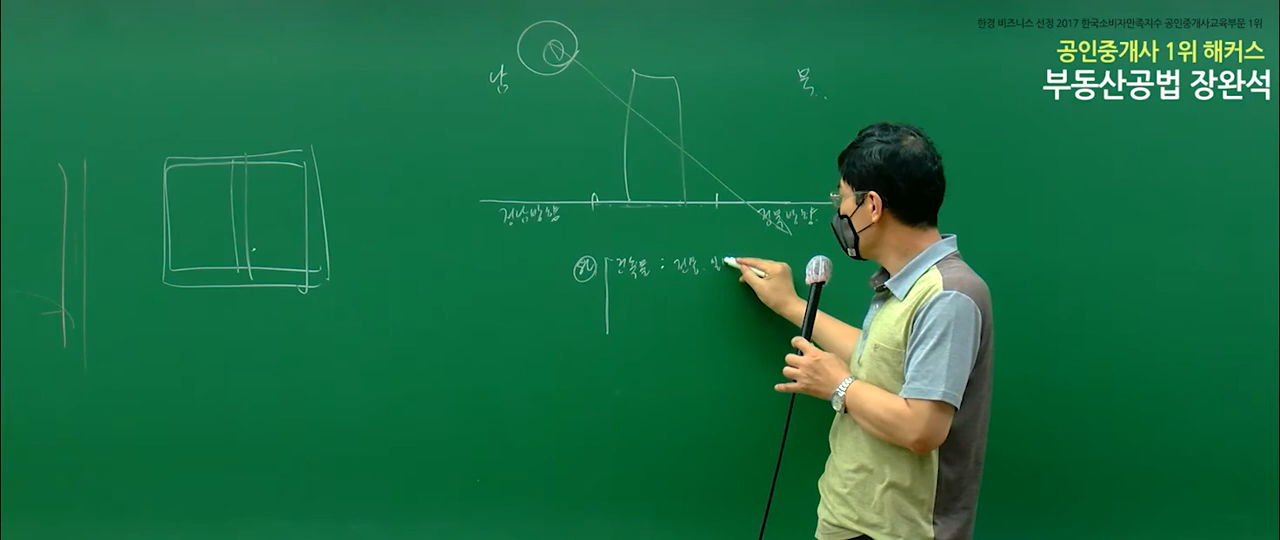 한경 비즈니스 선정 2017 한국소비자만족지수 공인중개사교육부문 1위
공인중개사 1위 해커스
부동산공법 장완석
남
북
정남방향
정북방향
건축물 : 전용. 일